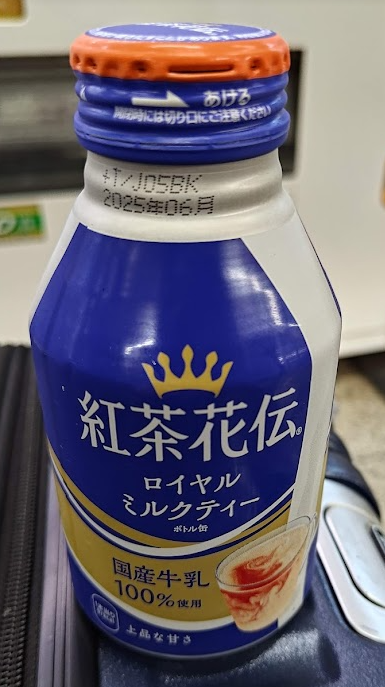 あける
開閉時には切り口にご注意ください
+T/J05BK
2025年06月
紅茶花伝®
ロイヤル
ミルクティー
ボトル缶
国産牛乳
100%使用
上品な甘さ